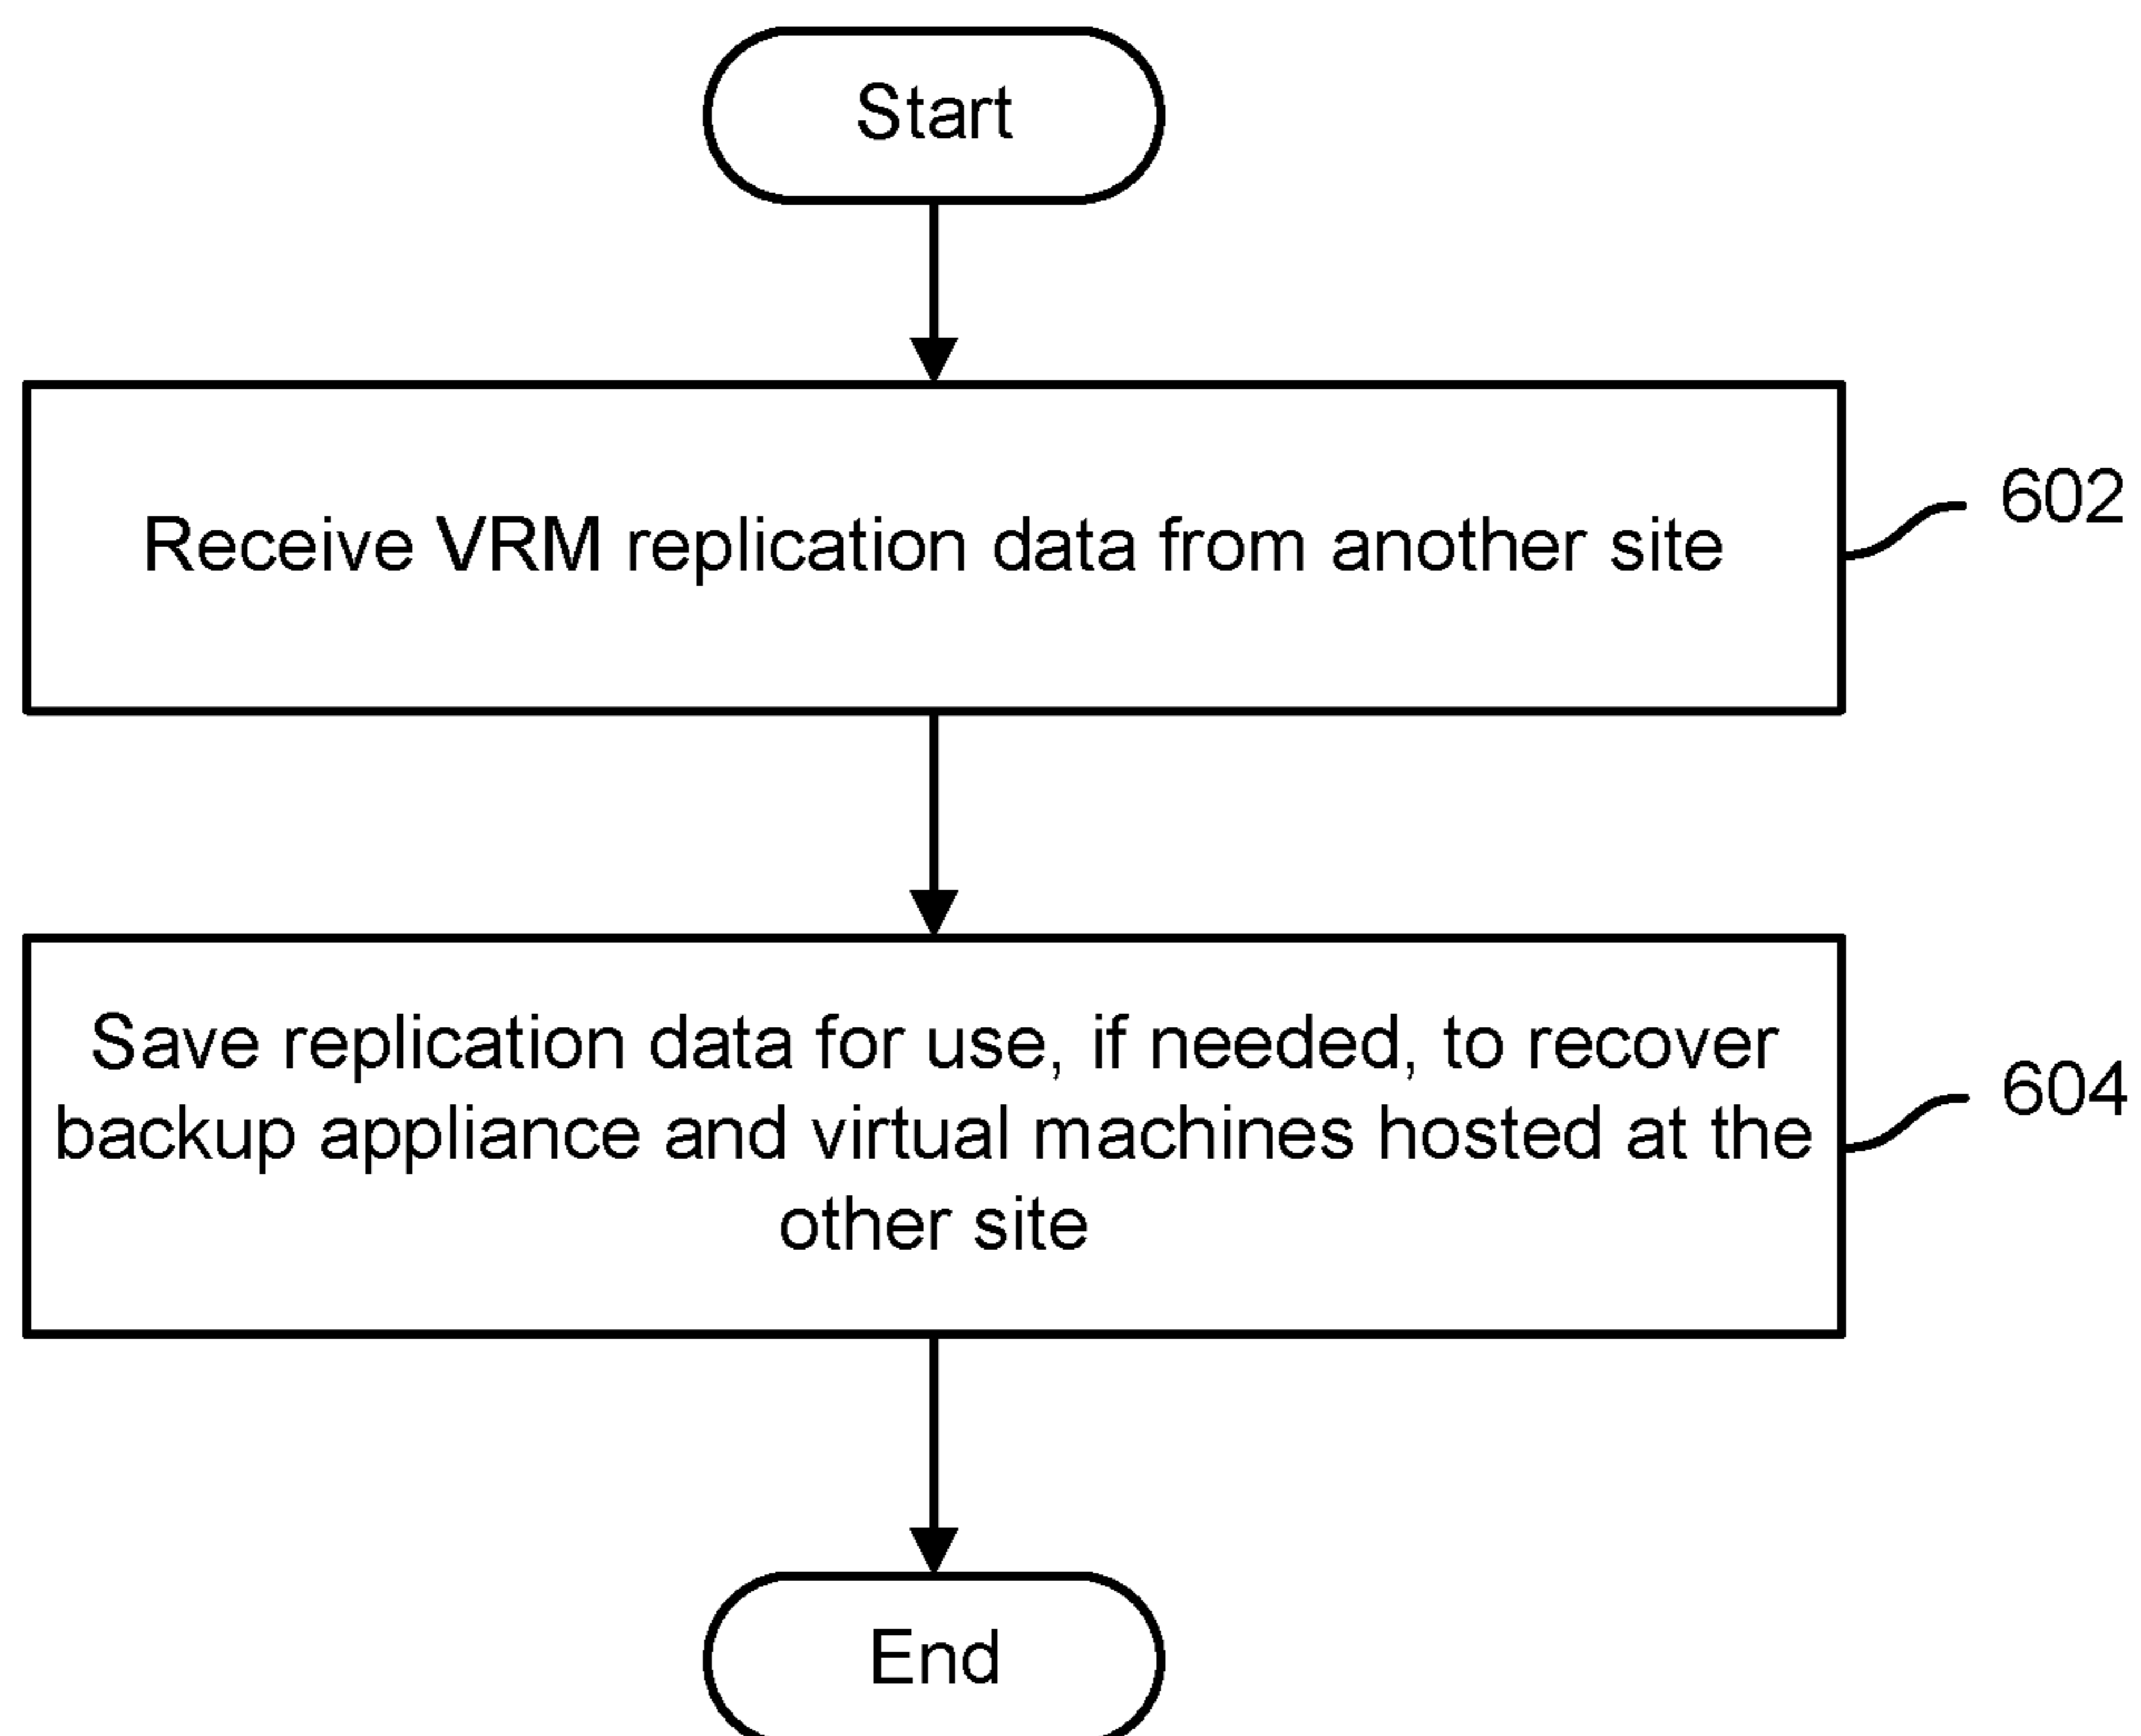 Start
Receive VRM replication data from another site
602
Save replication data for use, if needed, to recover
backup appliance and virtual machines hosted at the
other site
604
End